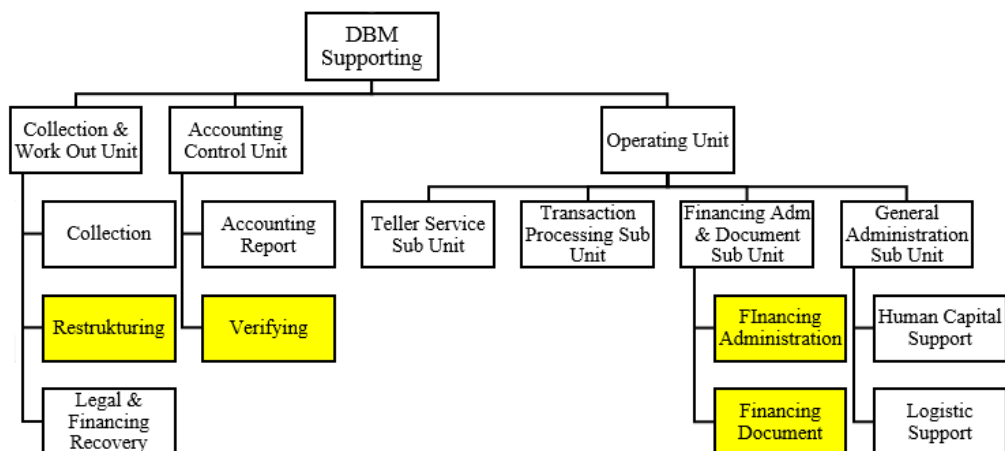 DBM
Supporting
Collection &
Work Out Unit
Accounting
Control Unit
Operating Unit
Teller Service
Sub Unit
Transaction
Processing Sub
Unit
Financing Adm
& Document
Sub Unit
General
Administration
Sub Unit
Collection
Accounting
Report
Restrukturing
Verifying
FInancing
Administration
Human Capital
Support
Legal &
Financing
Recovery
Financing
Document
Logistic
Support